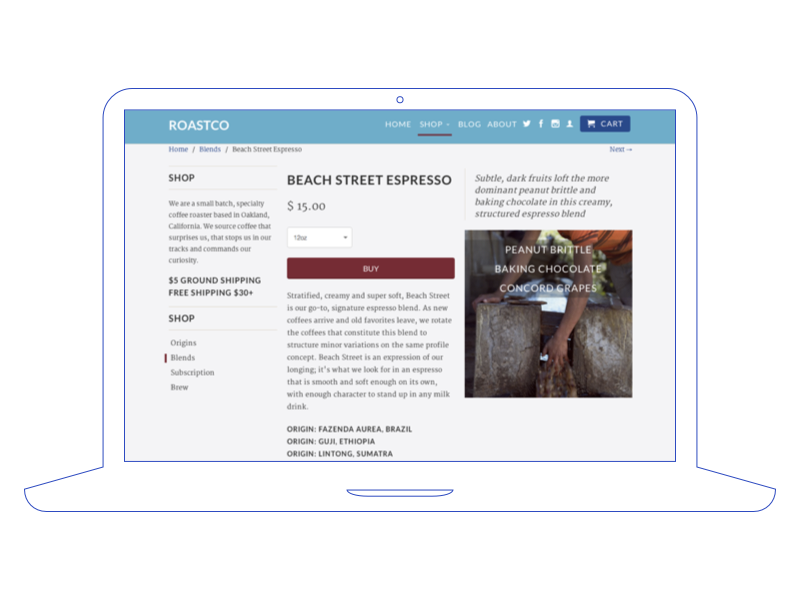 ROASTCO
HOME SHOP BLOG ABOUT CART
Home / Blends / Beach Street Espresso
Next →
SHOP
We are a small batch, specialty
coffee roaster based in Oakland,
California. We source coffee that
surprises us, that stops us in our
tracks and commands our
curiosity.
$5 GROUND SHIPPING
FREE SHIPPING $30+
SHOP
Origins
Blends
Subscription
Brew
BEACH STREET ESPRESSO
$ 15.00
12oz
BUY
Stratified, creamy and super soft, Beach Street
is our go-to, signature espresso blend. As new
coffees arrive and old favorites leave, we rotate
the coffees that constitute this blend to
structure minor variations on the same profile
concept. Beach Street is an expression of our
longing; it's what we look for in an espresso
that is smooth and soft enough on its own,
with enough character to stand up in any milk
drink.
ORIGIN: FAZENDA AUREA, BRAZIL
ORIGIN: GUJI, ETHIOPIA
ORIGIN: LINTONG, SUMATRA
Subtle, dark fruits loft the more
dominant peanut brittle and
baking chocolate in this creamy,
structured espresso blend
PEANUT BRITTLE
BAKING CHOCOLATE
CONCORD GRAPES